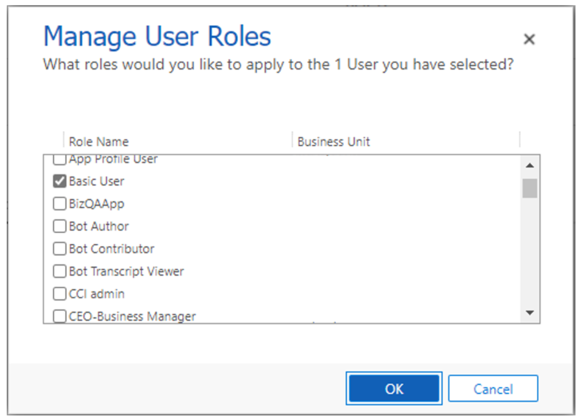 Manage User Roles
What roles would you like to apply to the 1 User you have selected?
Role Name Business Unit
App Profile User
Basic User
BizQAApp
Bot Author
Bot Contributor
Bot Transcript Viewer
CCI admin
CEO-Business Manager
OK Cancel